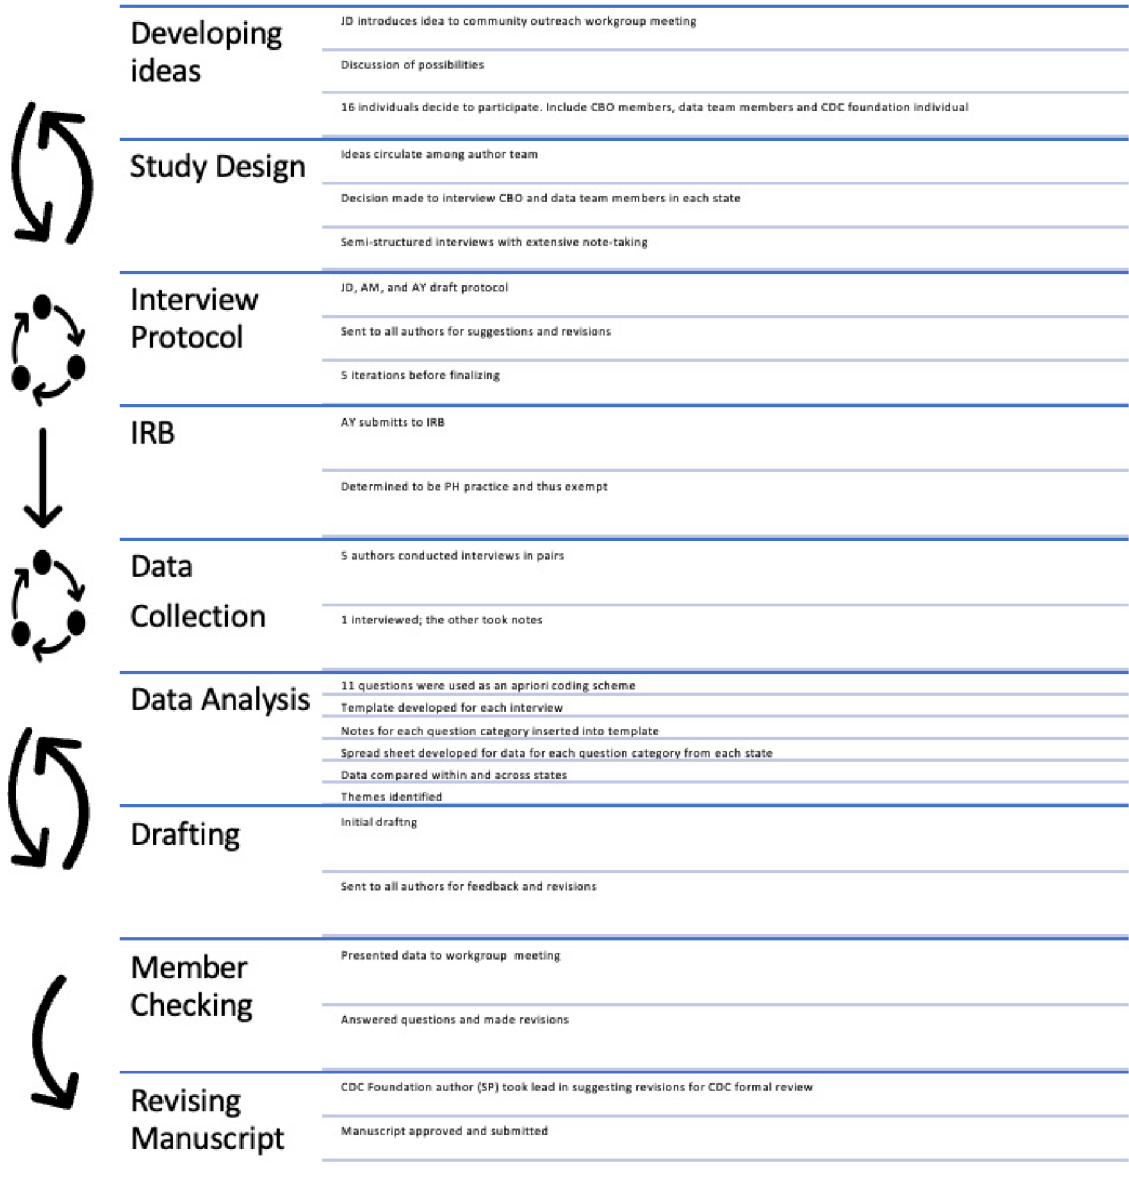 Developing
ideas
JD introduces idea to community outreach workgroup meeting
Discussion of possibilities
16 individuals decide to participate. Include CBO members, data team members and CDC foundation individual
Study Design
Ideas circulate among author team
Decision made to interview CBO and data team members in each state
Semi-structured interviews with extensive note-taking
Interview
Protocol
JD, AM, and AY draft protocol
Sent to all authors for suggestions and revisions
5 iterations before finalizing
IRB
AY submitts to IRB
Determined to be PH practice and thus exempt
Data
Collection
5 authors conducted interviews in pairs
1 interviewed; the other took notes
Data Analysis
11 questions were used as an apriori coding scheme
Template developed for each interview
Notes for each question category inserted into template
Spread sheet developed for data for each question category from each state
Data compared within and across states
Themes identified
Drafting
Initial draftng
Sent to all authors for feedback and revisions
Member
Checking
Presented data to workgroup meeting
Answered questions and made revisions
Revising
Manuscript
CDC Foundation author (SP) took lead in suggesting revisions for CDC formal review
Manuscript approved and submitted